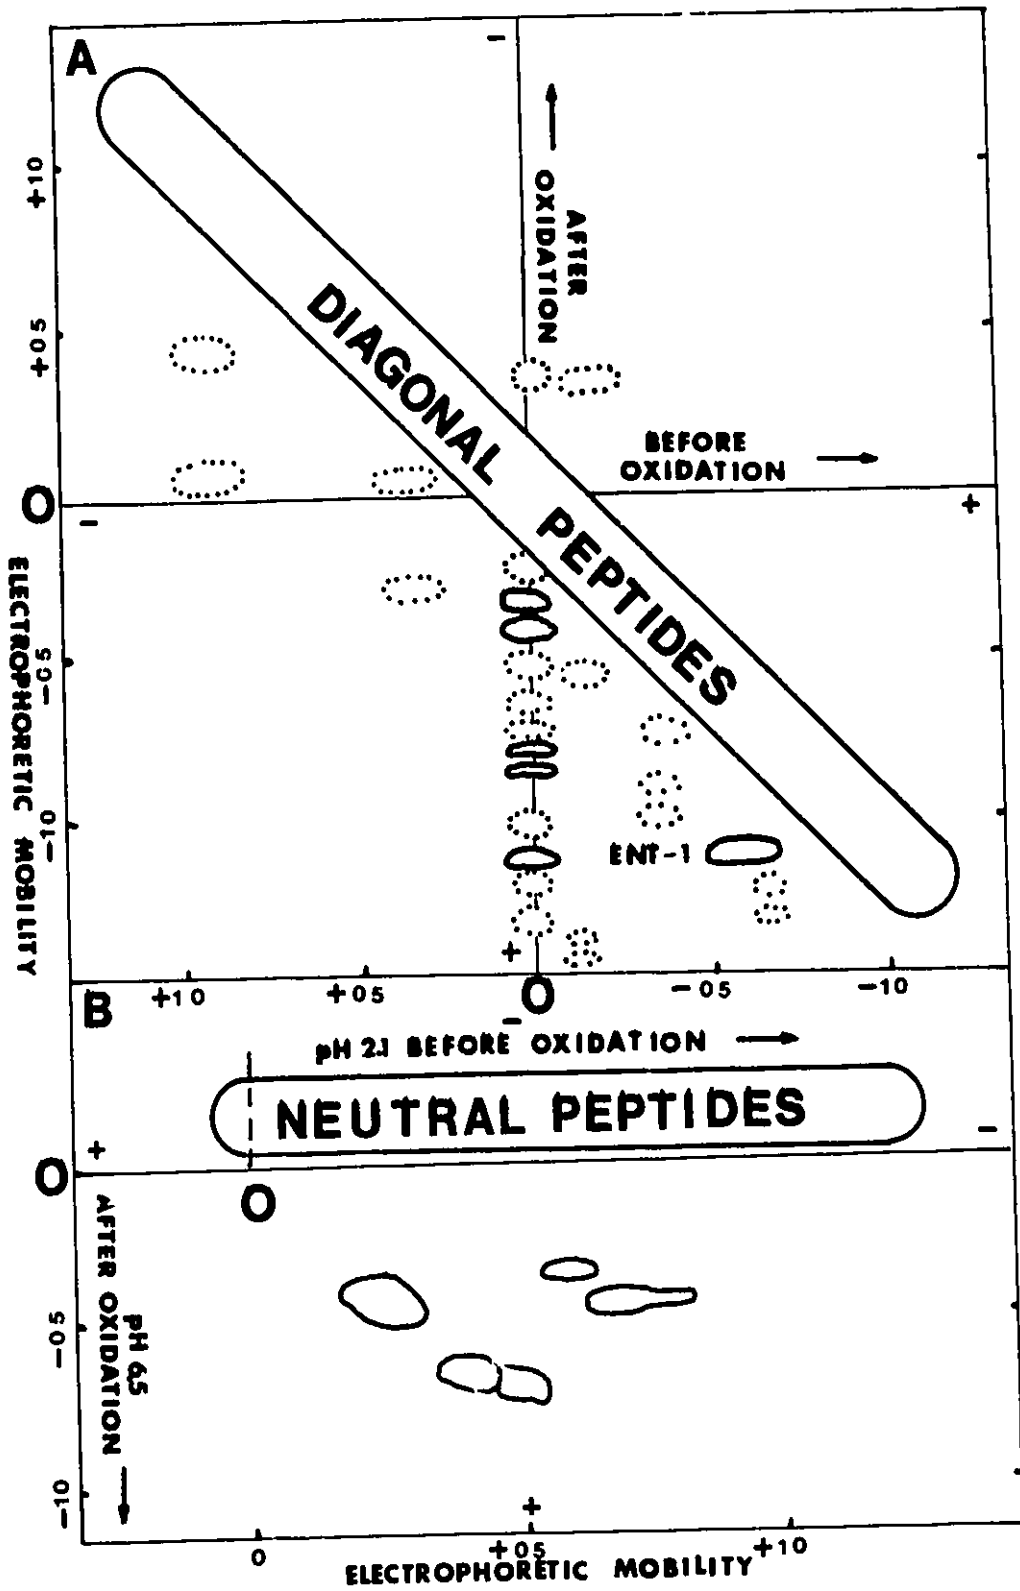 A
−
AFTER
OXIDATION
+10
+05
DIAGONAL PEPTIDES
BEFORE
OXIDATION
O
−
+
ELECTROPHORETIC MOBILITY
−05
−10
ENT-1
+
+10
+05
O
−05
−10
B
−
pH 2.1 BEFORE OXIDATION
NEUTRAL PEPTIDES
+
−
O
O
pH 6.5
AFTER OXIDATION
−05
−10
+
0
+05
+10
ELECTROPHORETIC MOBILITY